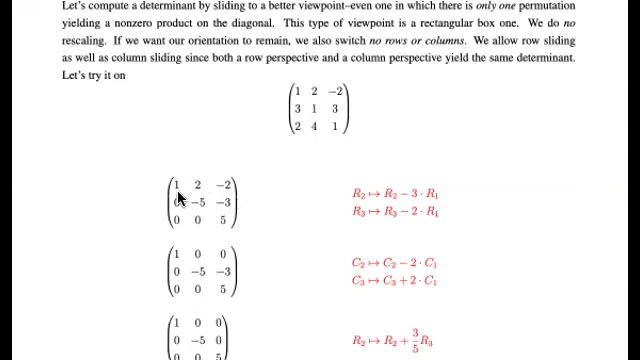 Let's compute a determinant by sliding to a better viewpoint–even one in which there is only one permutation
yielding a nonzero product on the diagonal. This type of viewpoint is a rectangular box one. We do no
rescaling. If we want our orientation to remain, we also switch no rows or columns. We allow row sliding
as well as column sliding since both a row perspective and a column perspective yield the same determinant.
Let's try it on
1 2 −2
3 1 3
2 4 1
1 2 −2
0 −5 −3
0 0 5
R₂ ↦ R₂ − 3 · R₁
R₃ ↦ R₃ − 2 · R₁
1 0 0
0 −5 −3
0 0 5
C₂ ↦ C₂ − 2 · C₁
C₃ ↦ C₃ + 2 · C₁
1 0 0
0 −5 0
0 0 5
R₂ ↦ R₂ + 3/5 R₃